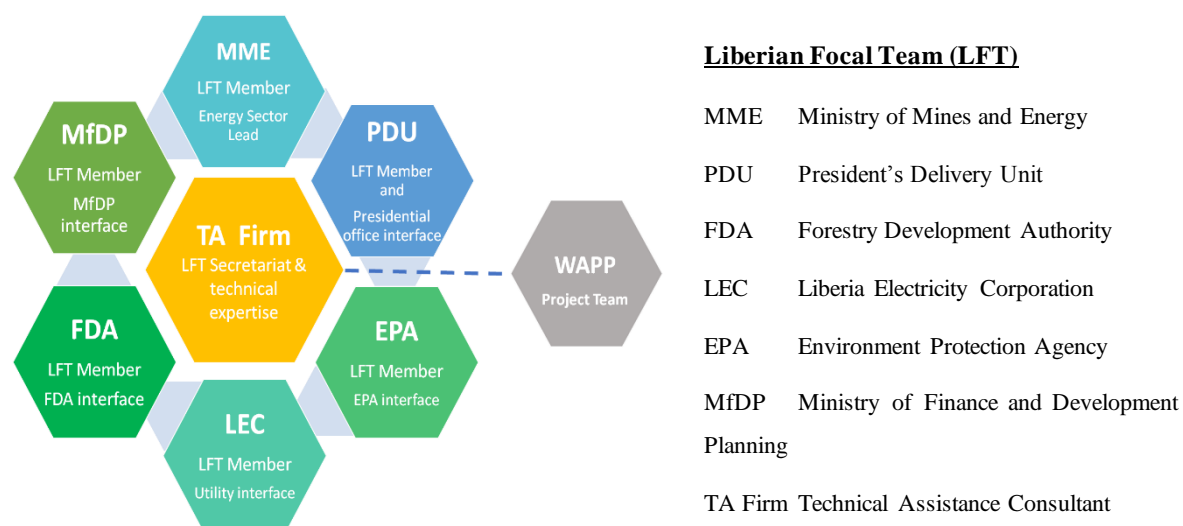 MME
LFT Member
Energy Sector
Lead
MfDP
LFT Member
MfDP
interface
PDU
LFT Member
and
Presidential
office interface
TA Firm
LFT Secretariat &
technical
expertise
WAPP
Project Team
FDA
LFT Member
FDA interface
EPA
LFT Member
EPA interface
LEC
LFT Member
Utility interface
Liberian Focal Team (LFT)
MME Ministry of Mines and Energy
PDU President's Delivery Unit
FDA Forestry Development Authority
LEC Liberia Electricity Corporation
EPA Environment Protection Agency
MfDP Ministry of Finance and Development
Planning
TA Firm Technical Assistance Consultant